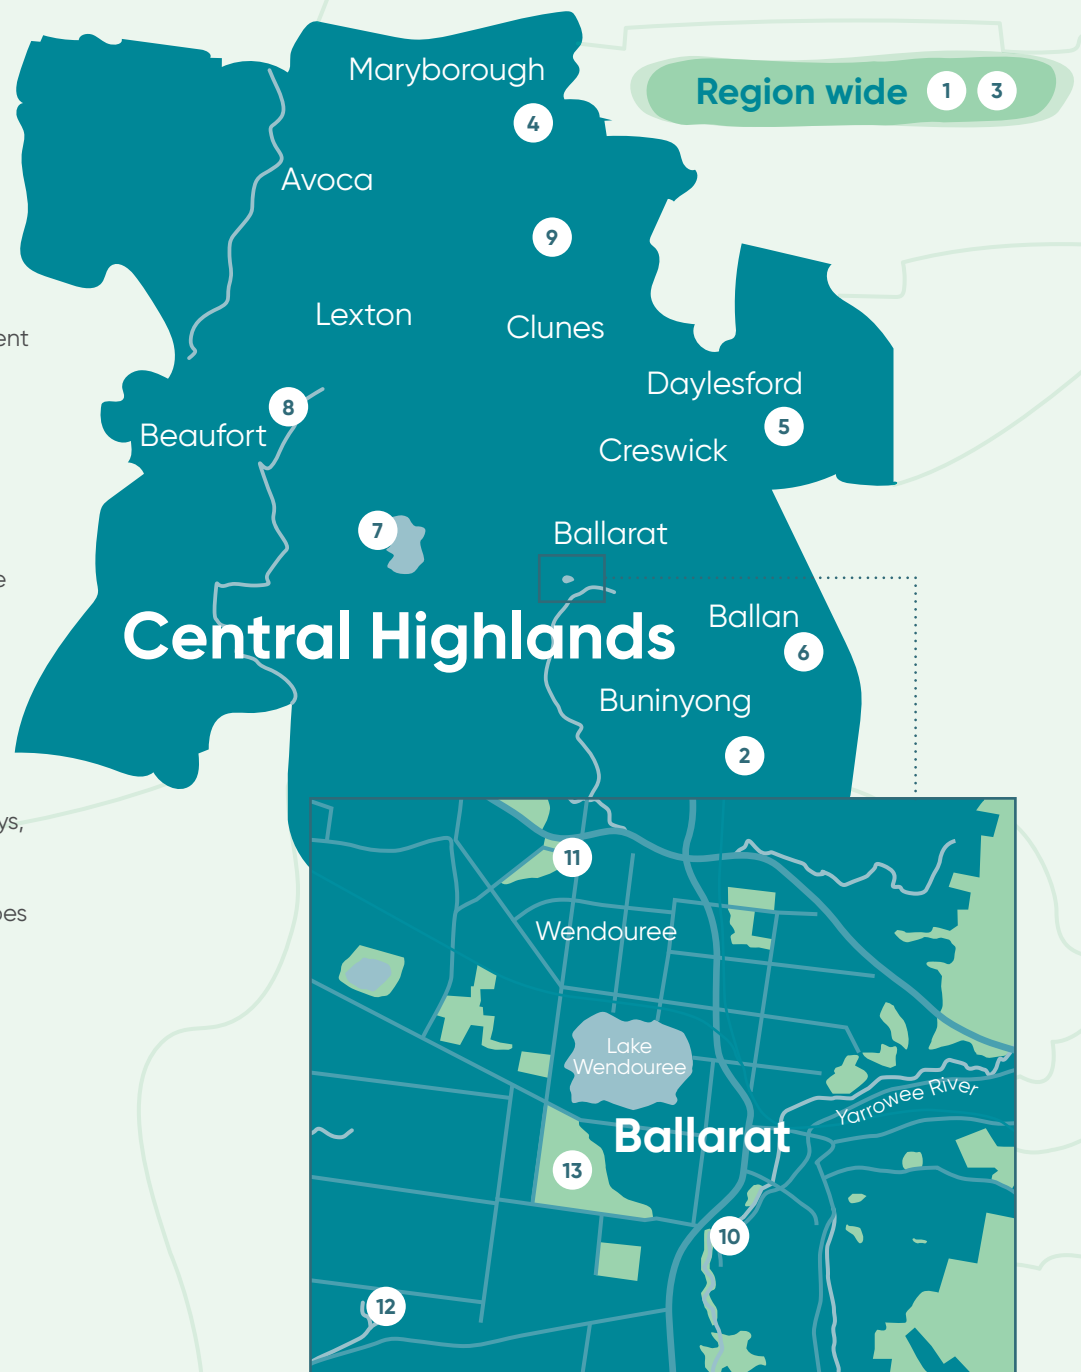 Maryborough
Region wide 1 3
4
Avoca
9
Lexton
Clunes
ent
Daylesford
8
5
Beaufort
Creswick
7
Ballarat
e
Central Highlands
Ballan
6
Buninyong
2
ys,
11
oes
Wendouree
Lake
Wendouree
Yarrowee River
Ballarat
13
10
12